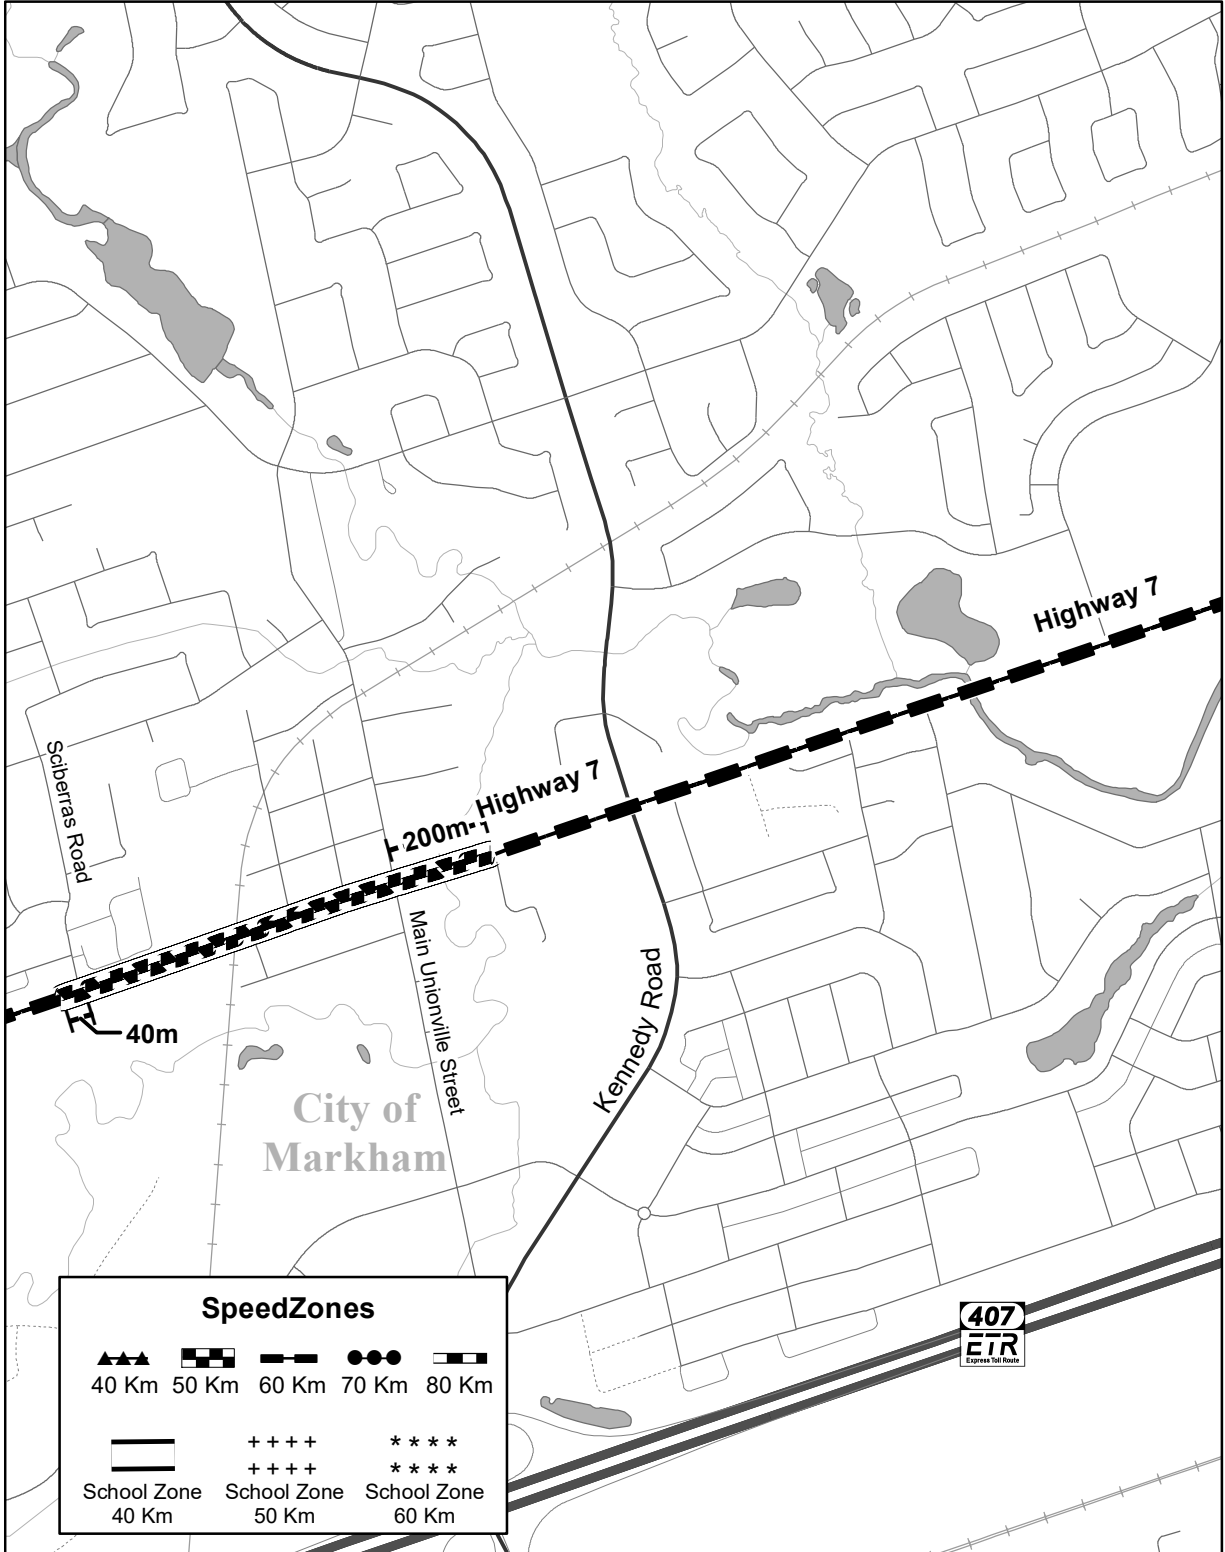 Highway 7
Sciberras Road
Highway 7
200m
40m
Main Unionville Street
Kennedy Road
City of
Markham
SpeedZones
40 Km 50 Km 60 Km 70 Km 80 Km
School Zone School Zone School Zone
40 Km 50 Km 60 Km
407
ETR
Express Toll Route